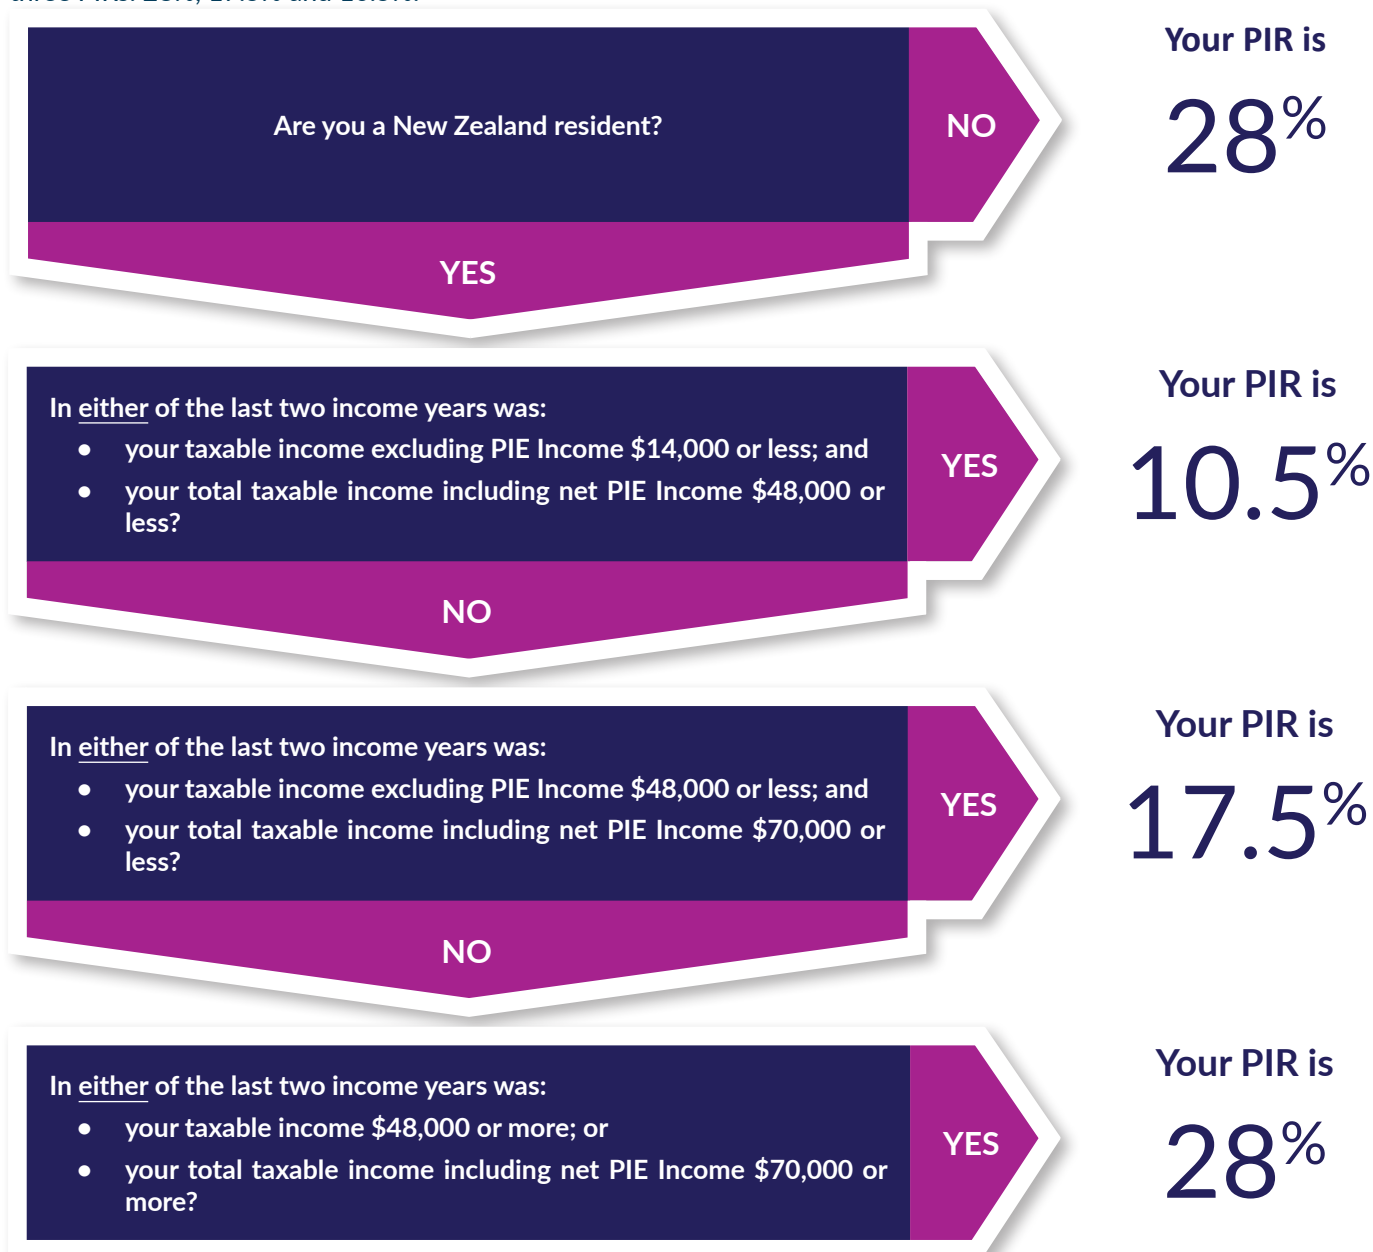 Are you a New Zealand resident?
NO
YES
Your PIR is
28%
In either of the last two income years was:
● your taxable income excluding PIE Income $14,000 or less; and
● your total taxable income including net PIE Income $48,000 or
less?
YES
NO
Your PIR is
10.5%
In either of the last two income years was:
● your taxable income excluding PIE Income $48,000 or less; and
● your total taxable income including net PIE Income $70,000 or
less?
YES
NO
Your PIR is
17.5%
In either of the last two income years was:
● your taxable income $48,000 or more; or
● your total taxable income including net PIE Income $70,000 or
more?
YES
Your PIR is
28%